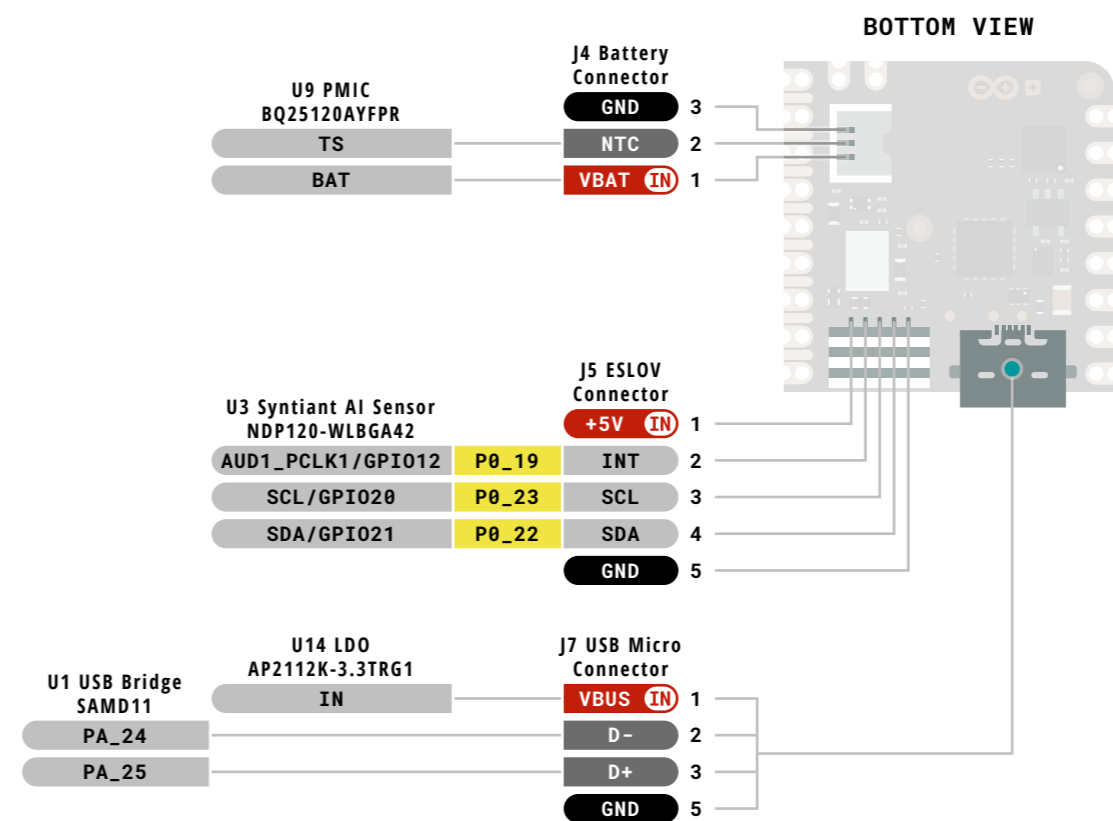 BOTTOM VIEW
J4 Battery
Connector
U9 PMIC
BQ25120AYFPR
GND 3
TS NTC 2
BAT VBAT IN 1
J5 ESLOV
Connector
U3 Syntiant AI Sensor
NDP120-WLBGA42
+5V IN 1
AUD1_PCLK1/GPIO12 P0_19 INT 2
SCL/GPIO20 P0_23 SCL 3
SDA/GPIO21 P0_22 SDA 4
GND 5
J7 USB Micro
Connector
U14 LDO
AP2112K-3.3TRG1
U1 USB Bridge
SAMD11
IN VBUS IN 1
PA_24 D- 2
PA_25 D+ 3
GND 5